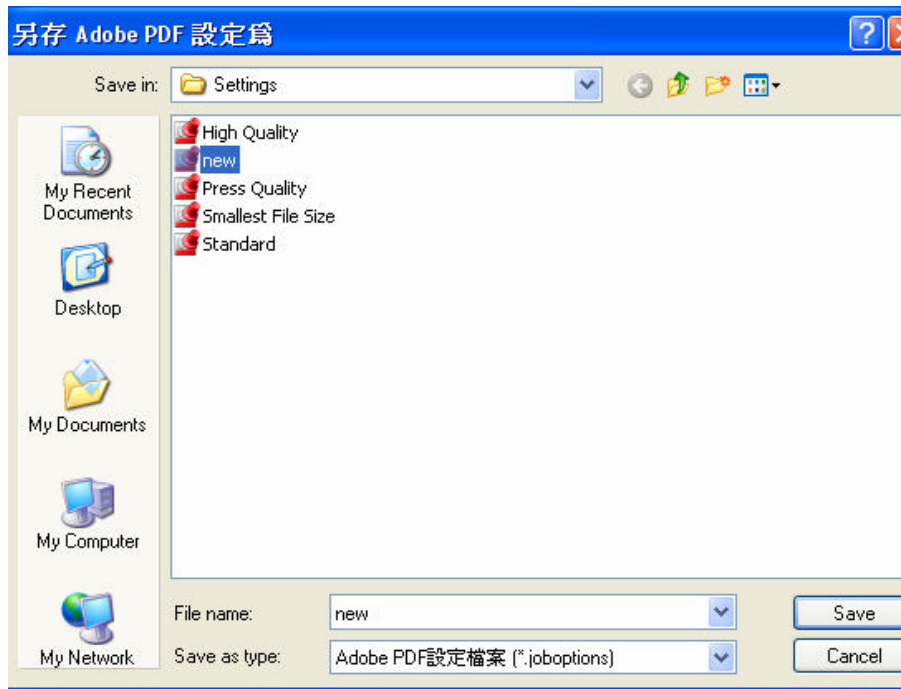 另存 Adobe PDF 設定爲
Save in:
Settings
My Recent
Documents
Desktop
My Documents
My Computer
My Network
High Quality
new
Press Quality
Smallest File Size
Standard
File name:
new
Save
Save as type:
Adobe PDF設定檔案 (*.joboptions)
Cancel